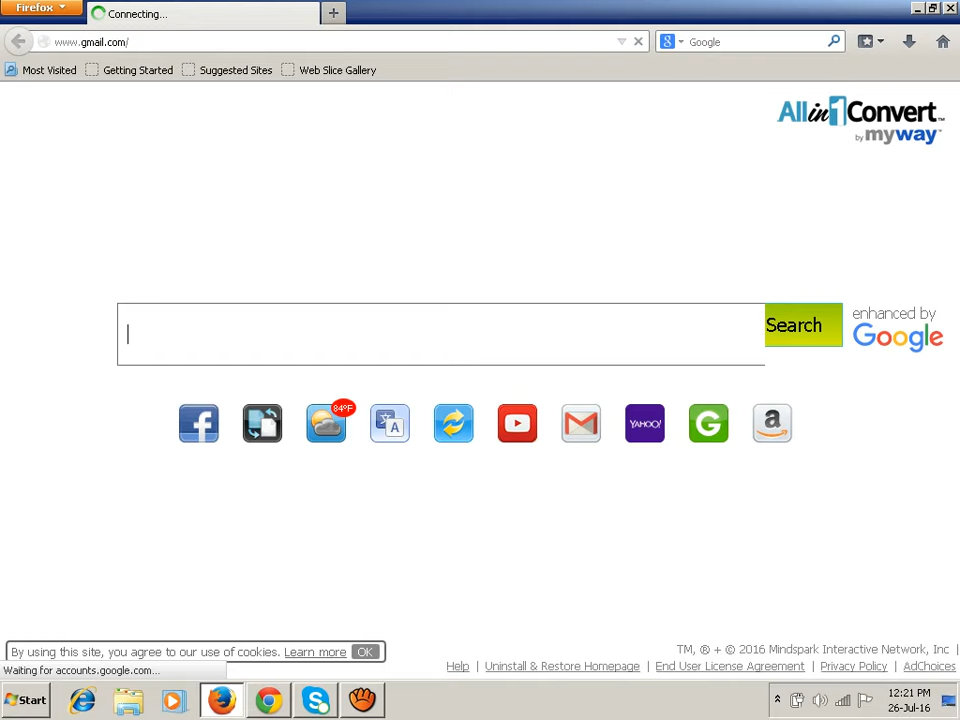 Firefox
Connecting...
www.gmail.com/
Google
Most Visited
Getting Started
Suggested Sites
Web Slice Gallery
All in 1 Convert™
by myway™
Search
enhanced by
Google
84°F
A
YAHOO!
G
a
By using this site, you agree to our use of cookies. Learn more OK
Waiting for accounts.google.com...
TM, ® + © 2016 Mindspark Interactive Network, Inc |
Help | Uninstall & Restore Homepage | End User License Agreement | Privacy Policy | AdChoices
Start
12:21 PM
26-Jul-16